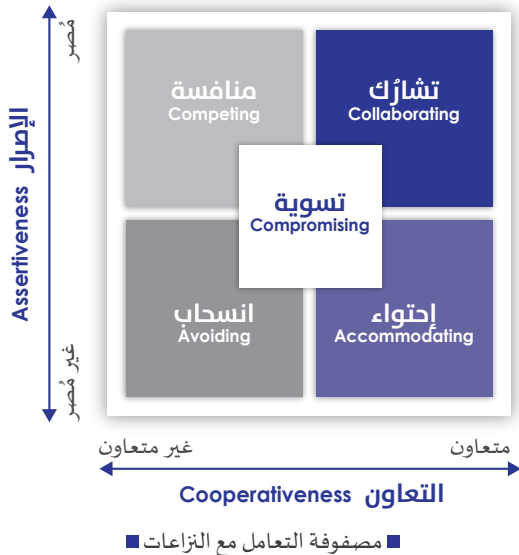 مُصر
منافسة
Competing
تشارُك
Collaborating
الإصرار Assertiveness
تسوية
Compromising
انسحاب
Avoiding
إحتواء
Accommodating
غير مُصر
غير متعاون
متعاون
التعاون Cooperativeness
■ مصفوفة التعامل مع النزاعات ■